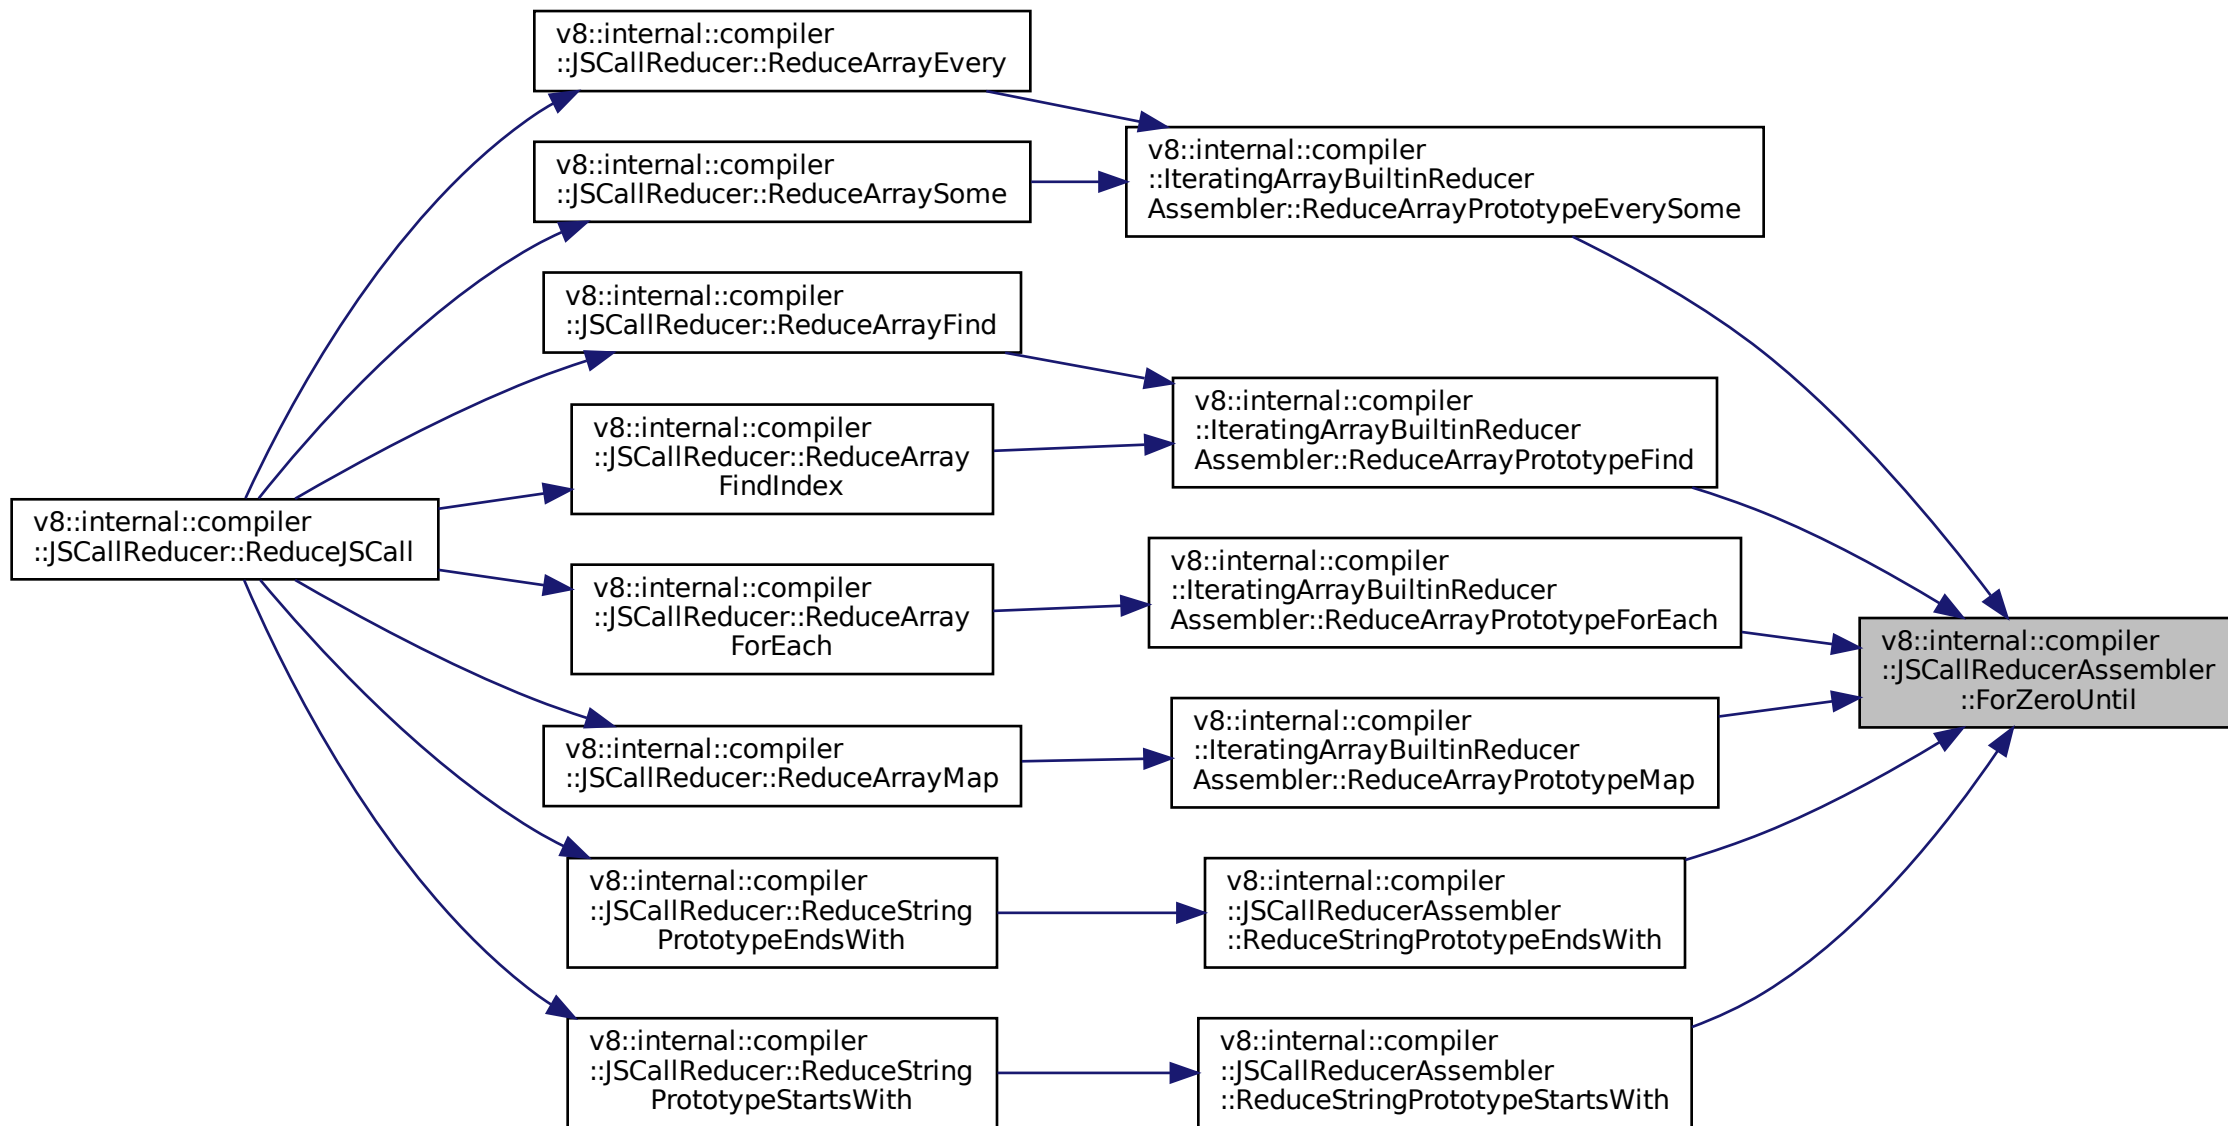 v8::internal::compiler
::JSCallReducer::ReduceJSCall
v8::internal::compiler
::JSCallReducer::ReduceArrayEvery
v8::internal::compiler
::JSCallReducer::ReduceArraySome
v8::internal::compiler
::JSCallReducer::ReduceArrayFind
v8::internal::compiler
::JSCallReducer::ReduceArray
FindIndex
v8::internal::compiler
::JSCallReducer::ReduceArray
ForEach
v8::internal::compiler
::JSCallReducer::ReduceArrayMap
v8::internal::compiler
::JSCallReducer::ReduceString
PrototypeEndsWith
v8::internal::compiler
::JSCallReducer::ReduceString
PrototypeStartsWith
v8::internal::compiler
::IteratingArrayBuiltinReducer
Assembler::ReduceArrayPrototypeEverySome
v8::internal::compiler
::IteratingArrayBuiltinReducer
Assembler::ReduceArrayPrototypeFind
v8::internal::compiler
::IteratingArrayBuiltinReducer
Assembler::ReduceArrayPrototypeForEach
v8::internal::compiler
::IteratingArrayBuiltinReducer
Assembler::ReduceArrayPrototypeMap
v8::internal::compiler
::JSCallReducerAssembler
::ReduceStringPrototypeEndsWith
v8::internal::compiler
::JSCallReducerAssembler
::ReduceStringPrototypeStartsWith
v8::internal::compiler
::JSCallReducerAssembler
::ForZeroUntil